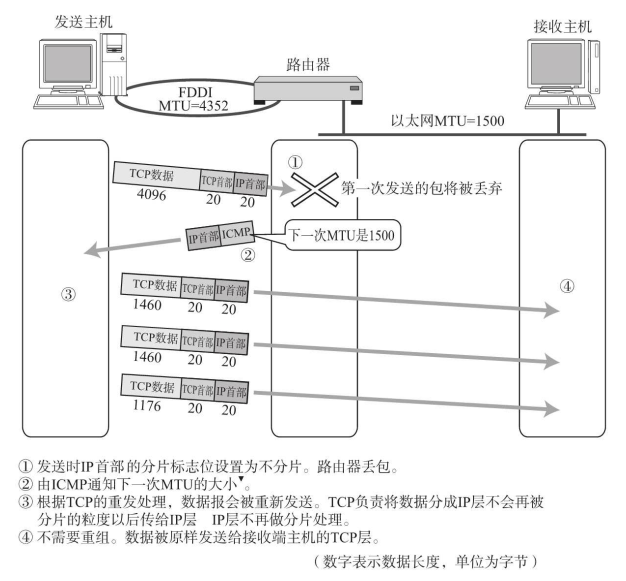 发送主机
接收主机
路由器
FDDI
MTU=4352
以太网MTU=1500
①
TCP数据 TCP首部 IP首部
4096 20 20
第一次发送的包将被丢弃
IP首部 ICMP
下一次MTU是1500
②
③
④
TCP数据 TCP首部 IP首部
1460 20 20
TCP数据 TCP首部 IP首部
1460 20 20
TCP数据 TCP首部 IP首部
1176 20 20
① 发送时IP首部的分片标志位设置为不分片。路由器丢包。
② 由ICMP通知下一次MTU的大小▼。
③ 根据TCP的重发处理，数据报会被重新发送。TCP负责将数据分成IP层不会再被
分片的粒度以后传给IP层 IP层不再做分片处理。
④ 不需要重组。数据被原样发送给接收端主机的TCP层。
（数字表示数据长度，单位为字节）